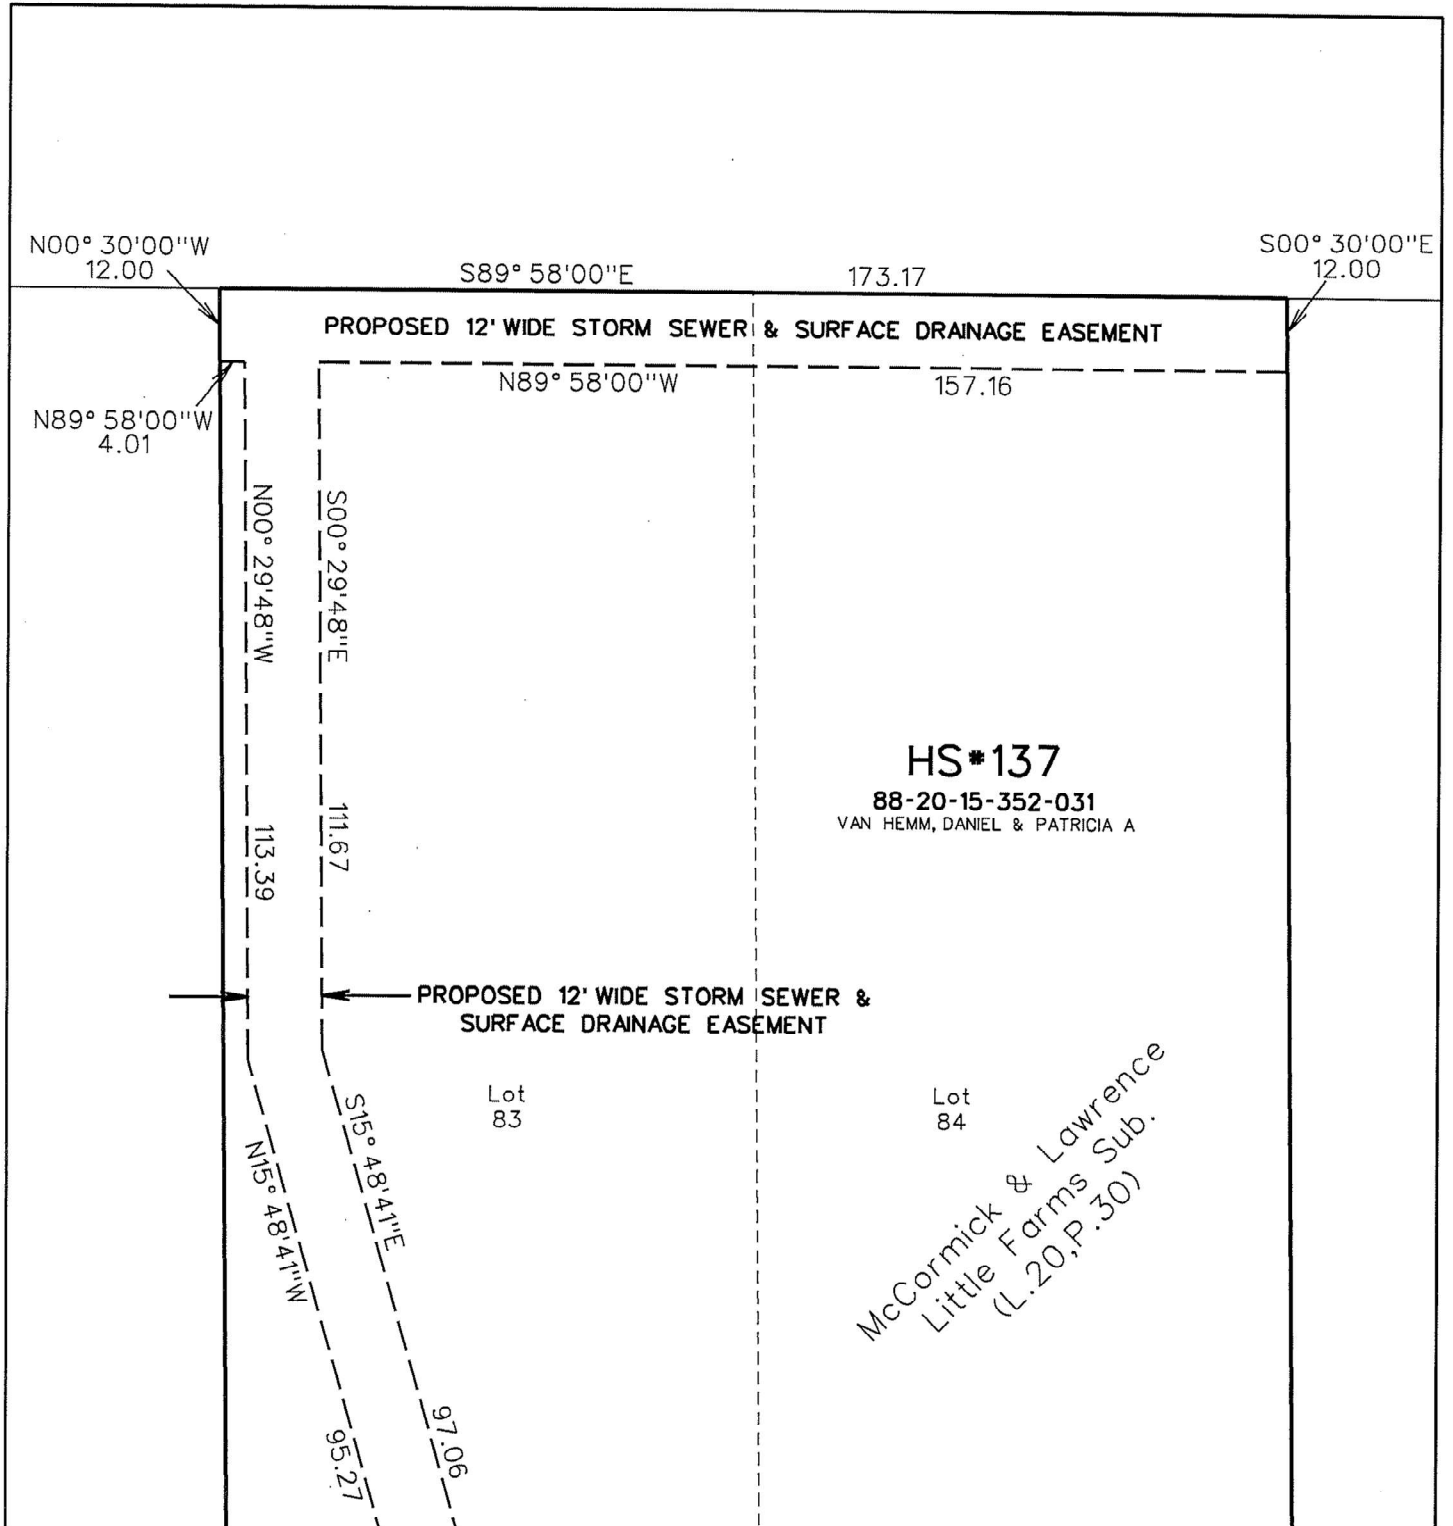 N00° 30'00"W
12.00
S89° 58'00"E 173.17
S00° 30'00"E
12.00
PROPOSED 12' WIDE STORM SEWER & SURFACE DRAINAGE EASEMENT
N89° 58'00"W 157.16
N89° 58'00"W
4.01
N00° 29'48"W 113.39
S00° 29'48"E 111.67
HS#137
88-20-15-352-031
VAN HEMM, DANIEL & PATRICIA A
PROPOSED 12' WIDE STORM SEWER &
SURFACE DRAINAGE EASEMENT
Lot
83
Lot
84
McCormick & Lawrence
Little Farms Sub.
(L.20,P.30)
N15° 48'41"W 95.27
S15° 48'41"E 97.06